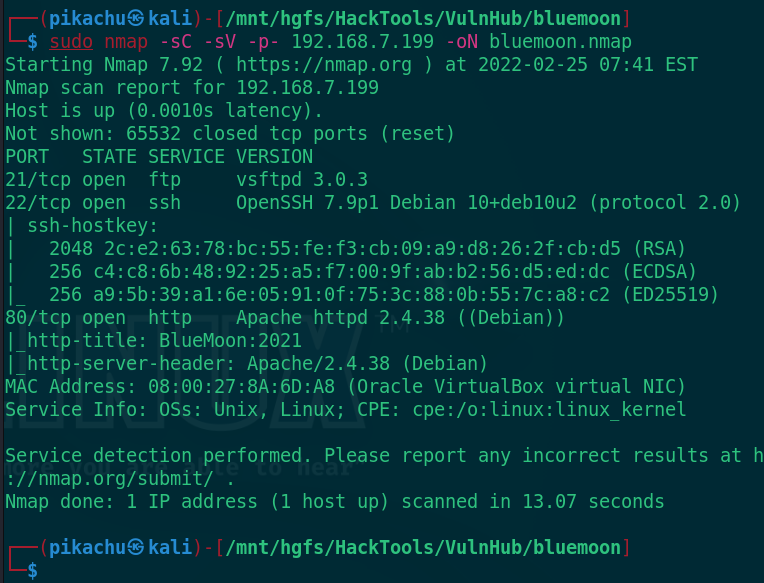 ┌──(pikachu㉿kali)-[/mnt/hgfs/HackTools/VulnHub/bluemoon]
└─$ sudo nmap -sC -sV -p- 192.168.7.199 -oN bluemoon.nmap
Starting Nmap 7.92 ( https://nmap.org ) at 2022-02-25 07:41 EST
Nmap scan report for 192.168.7.199
Host is up (0.0010s latency).
Not shown: 65532 closed tcp ports (reset)
PORT   STATE SERVICE VERSION
21/tcp open  ftp     vsftpd 3.0.3
22/tcp open  ssh     OpenSSH 7.9p1 Debian 10+deb10u2 (protocol 2.0)
| ssh-hostkey:
|   2048 2c:e2:63:78:bc:55:fe:f3:cb:09:a9:d8:26:2f:cb:d5 (RSA)
|   256 c4:c8:6b:48:92:25:a5:f7:00:9f:ab:b2:56:d5:ed:dc (ECDSA)
|_  256 a9:5b:39:a1:6e:05:91:0f:75:3c:88:0b:55:7c:a8:c2 (ED25519)
80/tcp open  http    Apache httpd 2.4.38 ((Debian))
|_http-title: BlueMoon:2021
|_http-server-header: Apache/2.4.38 (Debian)
MAC Address: 08:00:27:8A:6D:A8 (Oracle VirtualBox virtual NIC)
Service Info: OSs: Unix, Linux; CPE: cpe:/o:linux:linux_kernel

Service detection performed. Please report any incorrect results at h
://nmap.org/submit/ .
Nmap done: 1 IP address (1 host up) scanned in 13.07 seconds

┌──(pikachu㉿kali)-[/mnt/hgfs/HackTools/VulnHub/bluemoon]
└─$